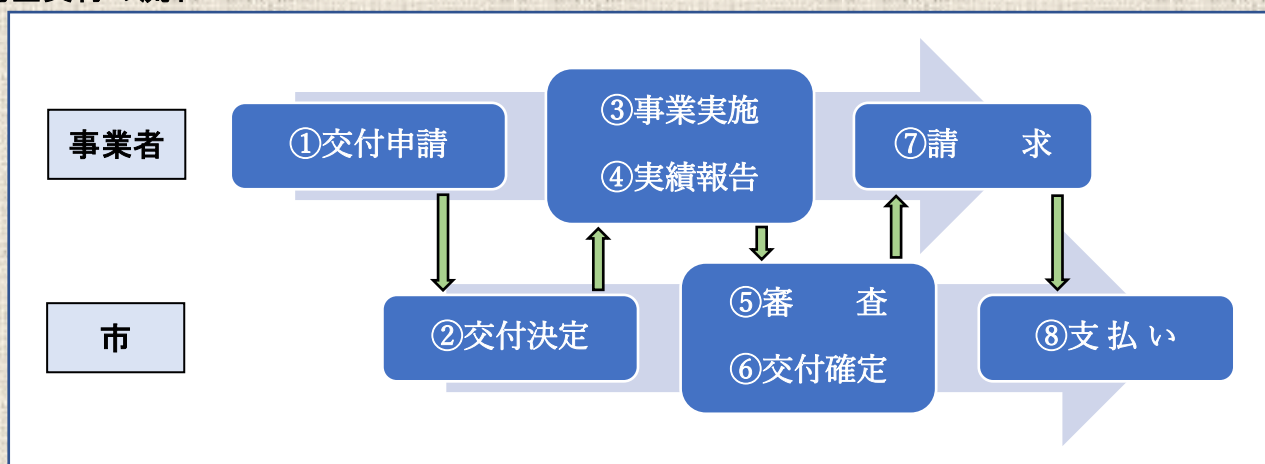 事業者
①交付申請
③事業実施
④実績報告
⑦請　　求
市
②交付決定
⑤審　　査
⑥交付確定
⑧支 払 い